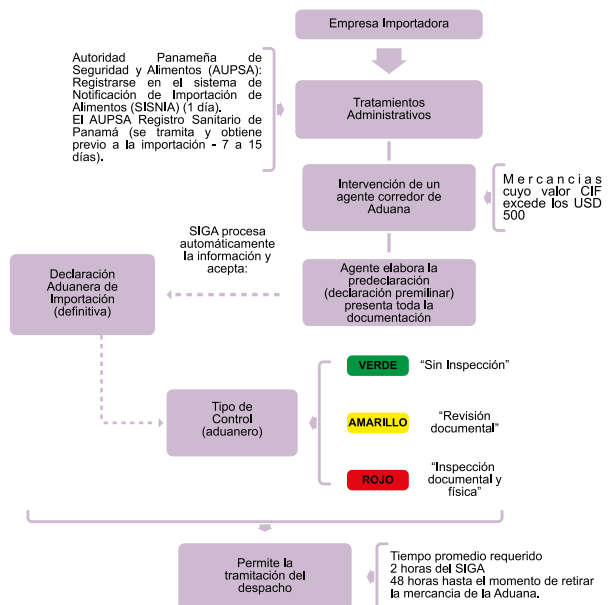 Empresa Importadora
Autoridad Panameña de
Seguridad y Alimentos (AUPSA):
Registrarse en el sistema de
Notificación de Importación de
Alimentos (SISNIA) (1 día).
El AUPSA Registro Sanitario de
Panamá (se tramita y obtiene
previo a la importación - 7 a 15
días).
Tratamientos
Administrativos
Intervención de un
agente corredor de
Aduana
Mercancias
cuyo valor CIF
excede los USD
500
SIGA procesa
automáticamente
la información y
acepta:
Agente elabora la
predeclaración
(declaración premilinar)
presenta toda la
documentación
Declaración
Aduanera de
Importación
(definitiva)
Tipo de
Control
(aduanero)
VERDE “Sin Inspección”
AMARILLO “Revisión
documental”
ROJO “Inspección
documental y
física”
Permite la
tramitación del
despacho
Tiempo promedio requerido
2 horas del SIGA
48 horas hasta el momento de retirar
la mercancia de la Aduana.